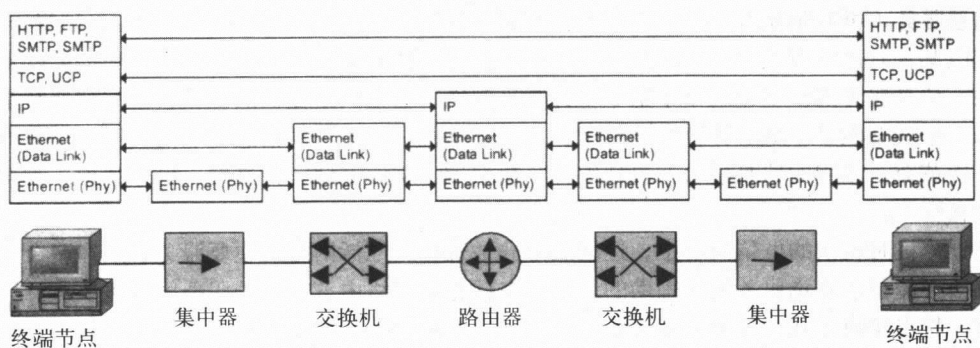 HTTP, FTP,
SMTP, SMTP
HTTP, FTP,
SMTP, SMTP
TCP, UCP
TCP, UCP
IP
IP
IP
Ethernet
(Data Link)
Ethernet
(Data Link)
Ethernet
(Data Link)
Ethernet
(Data Link)
Ethernet
(Data Link)
Ethernet (Phy)
Ethernet (Phy)
Ethernet (Phy)
Ethernet (Phy)
Ethernet (Phy)
Ethernet (Phy)
Ethernet (Phy)
终端节点
集中器
交换机
路由器
交换机
集中器
终端节点